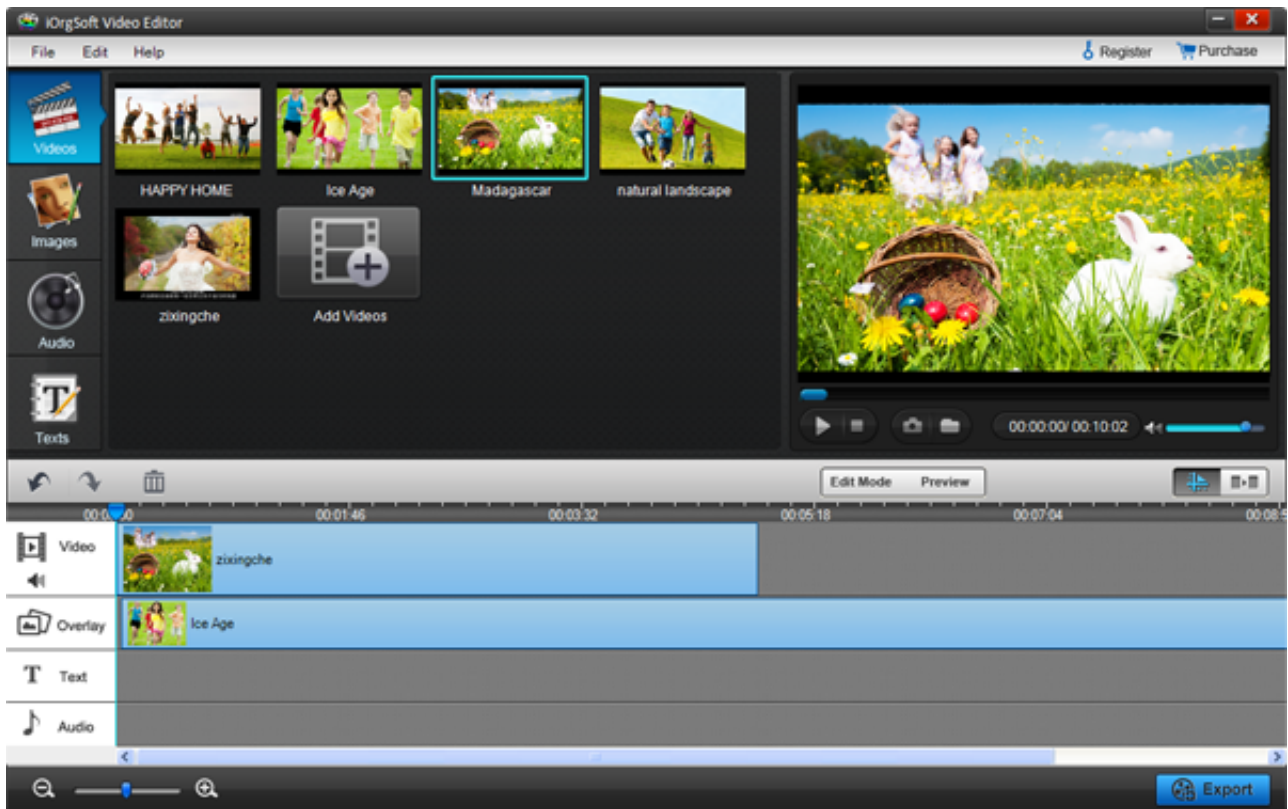 iOrgSoft Video Editor
File Edit Help Register Purchase
Videos
HAPPY HOME Ice Age Madagascar natural landscape
Images
zixingche Add Videos
Audio
T
Texts
00:00:00/ 00:10:02
Edit Mode Preview
00:01:46 00:03:32 00:05:18 00:07:04
Video zixingche
Overlay Ice Age
T Text
Audio
Export